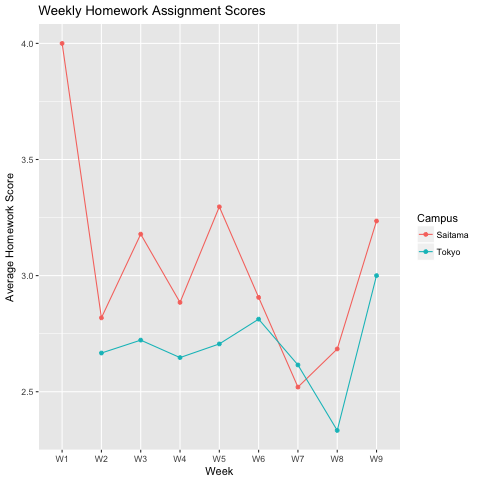 Weekly Homework Assignment Scores
Average Homework Score
4.0
3.5
3.0
2.5
W1 W2 W3 W4 W5 W6 W7 W8 W9
Week
Campus
Saitama
Tokyo